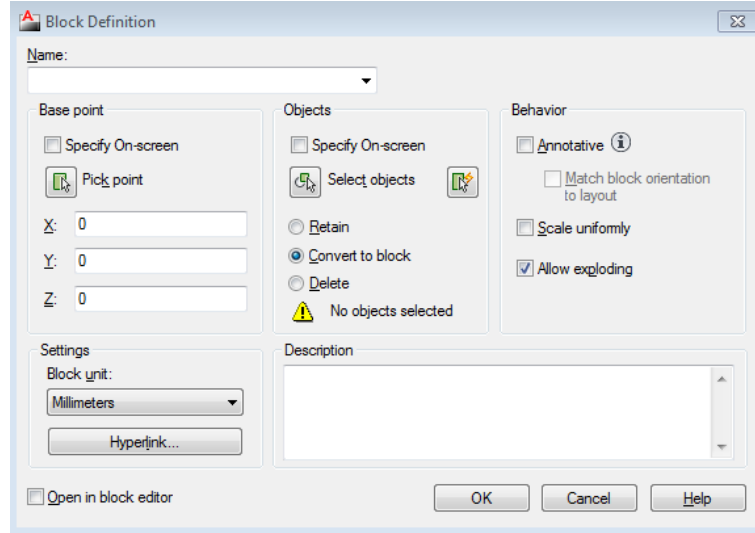 Block Definition
Name:
Base point
Specify On-screen
Pick point
X: 0
Y: 0
Z: 0
Objects
Specify On-screen
Select objects
Retain
Convert to block
Delete
No objects selected
Behavior
Annotative
Match block orientation
to layout
Scale uniformly
Allow exploding
Settings
Block unit:
Millimeters
Hyperlink...
Description
Open in block editor
OK
Cancel
Help